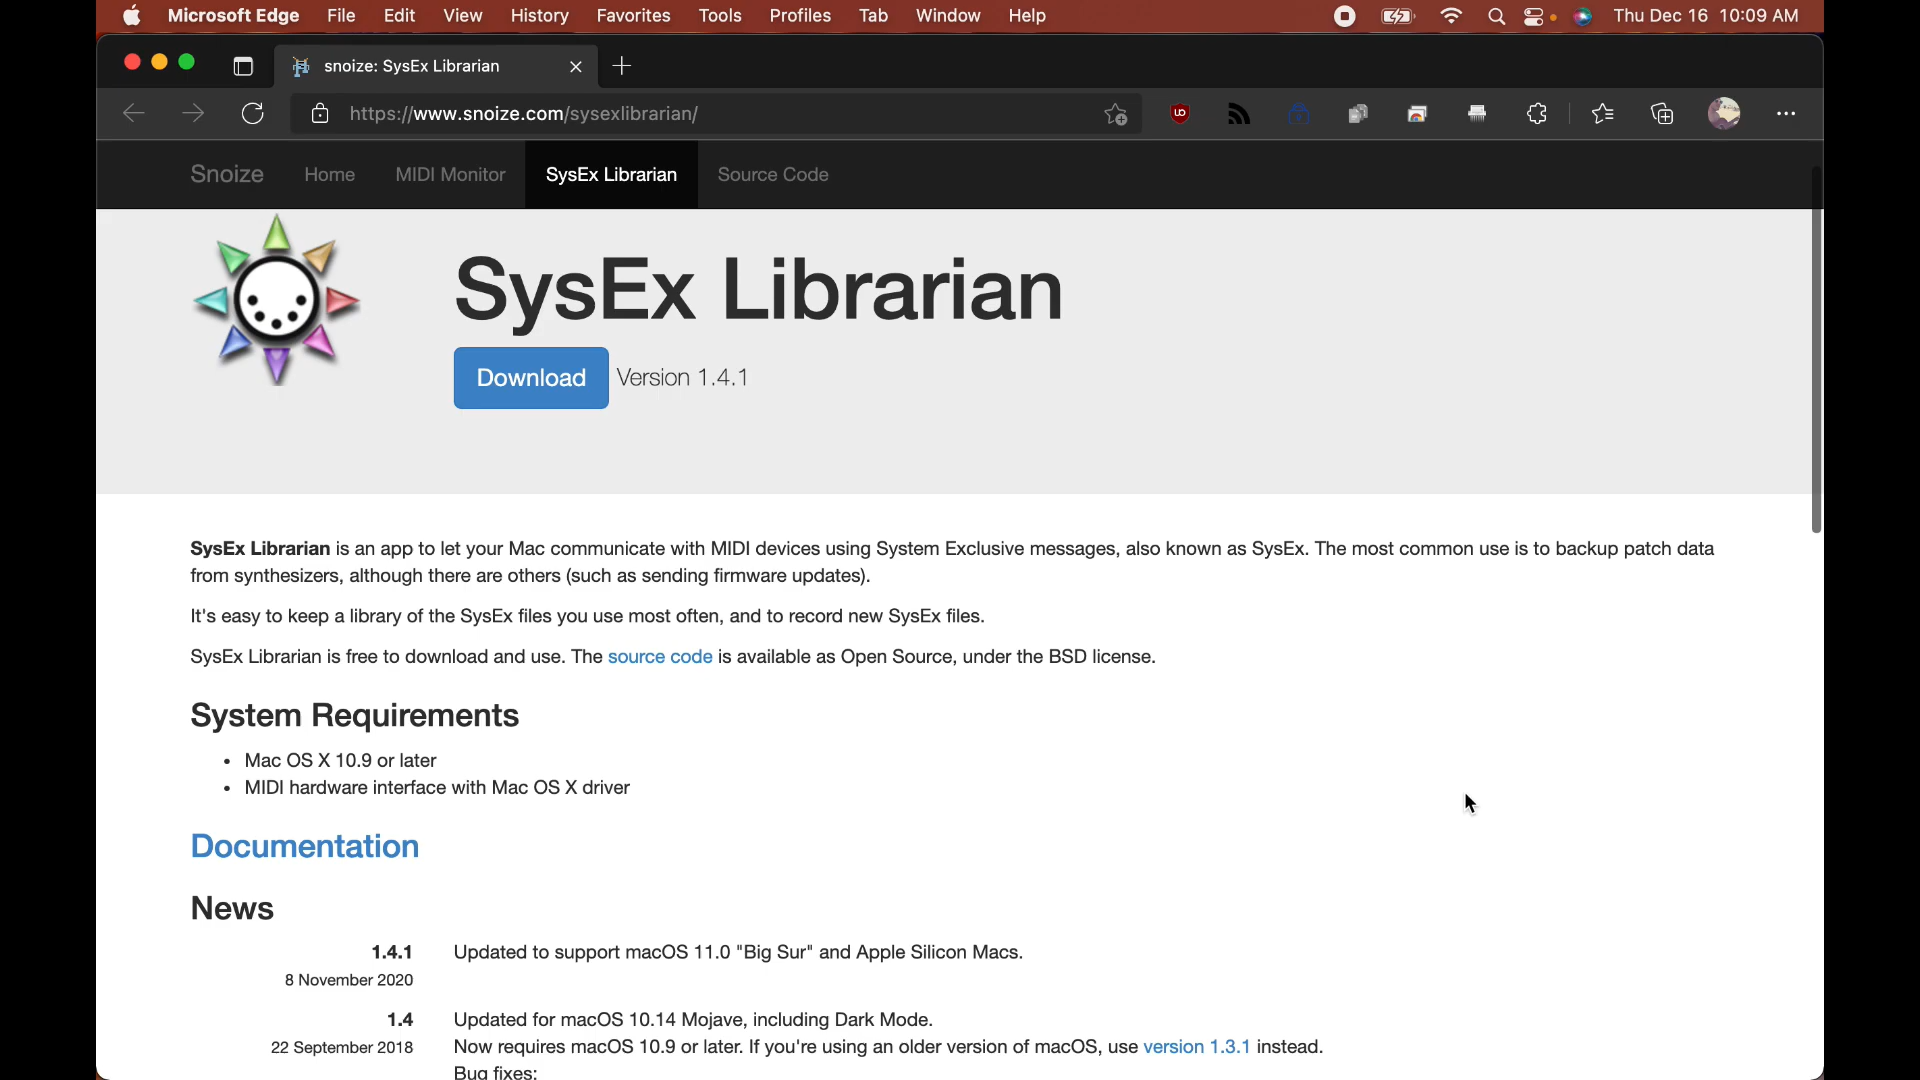 Microsoft Edge File Edit View History Favorites Tools Profiles Tab Window Help Thu Dec 16 10:09 AM
snoize: SysEx Librarian
https://www.snoize.com/sysexlibrarian/
Snoize Home MIDI Monitor SysEx Librarian Source Code
SysEx Librarian
Download Version 1.4.1
SysEx Librarian is an app to let your Mac communicate with MIDI devices using System Exclusive messages, also known as SysEx. The most common use is to backup patch data
from synthesizers, although there are others (such as sending firmware updates).
It's easy to keep a library of the SysEx files you use most often, and to record new SysEx files.
SysEx Librarian is free to download and use. The source code is available as Open Source, under the BSD license.
System Requirements
• Mac OS X 10.9 or later
• MIDI hardware interface with Mac OS X driver
Documentation
News
1.4.1 Updated to support macOS 11.0 "Big Sur" and Apple Silicon Macs.
8 November 2020
1.4 Updated for macOS 10.14 Mojave, including Dark Mode.
22 September 2018 Now requires macOS 10.9 or later. If you're using an older version of macOS, use version 1.3.1 instead.
Bug fixes: